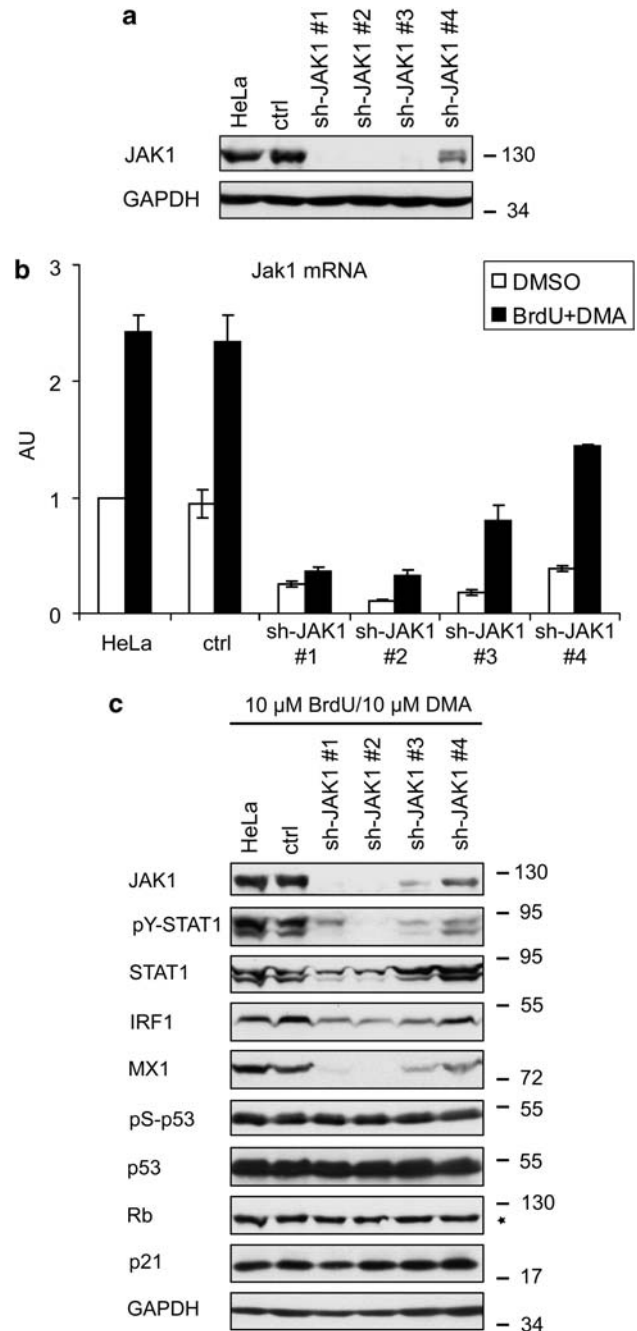 a
HeLa
ctrl
sh-JAK1 #1
sh-JAK1 #2
sh-JAK1 #3
sh-JAK1 #4
JAK1
– 130
GAPDH
– 34
b
Jak1 mRNA
DMSO
BrdU+DMA
AU
3
2
1
0
HeLa
ctrl
sh-JAK1 #1
sh-JAK1 #2
sh-JAK1 #3
sh-JAK1 #4
c
10 µM BrdU/10 µM DMA
HeLa
ctrl
sh-JAK1 #1
sh-JAK1 #2
sh-JAK1 #3
sh-JAK1 #4
JAK1
– 130
pY-STAT1
– 95
STAT1
– 95
IRF1
– 55
MX1
– 72
pS-p53
– 55
p53
– 55
Rb
– 130
*
p21
– 17
GAPDH
– 34